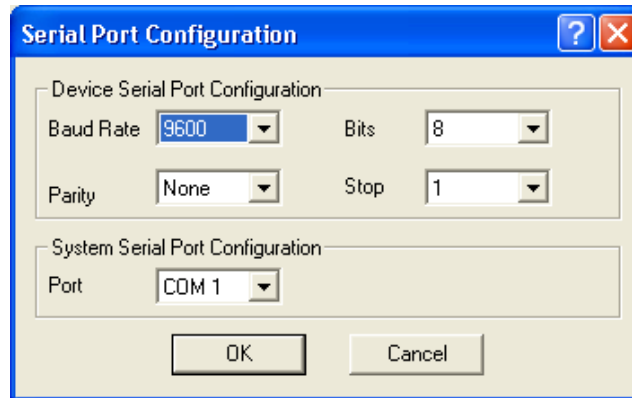 Serial Port Configuration
Device Serial Port Configuration
Baud Rate 9600 Bits 8
Parity None Stop 1
System Serial Port Configuration
Port COM 1
OK Cancel